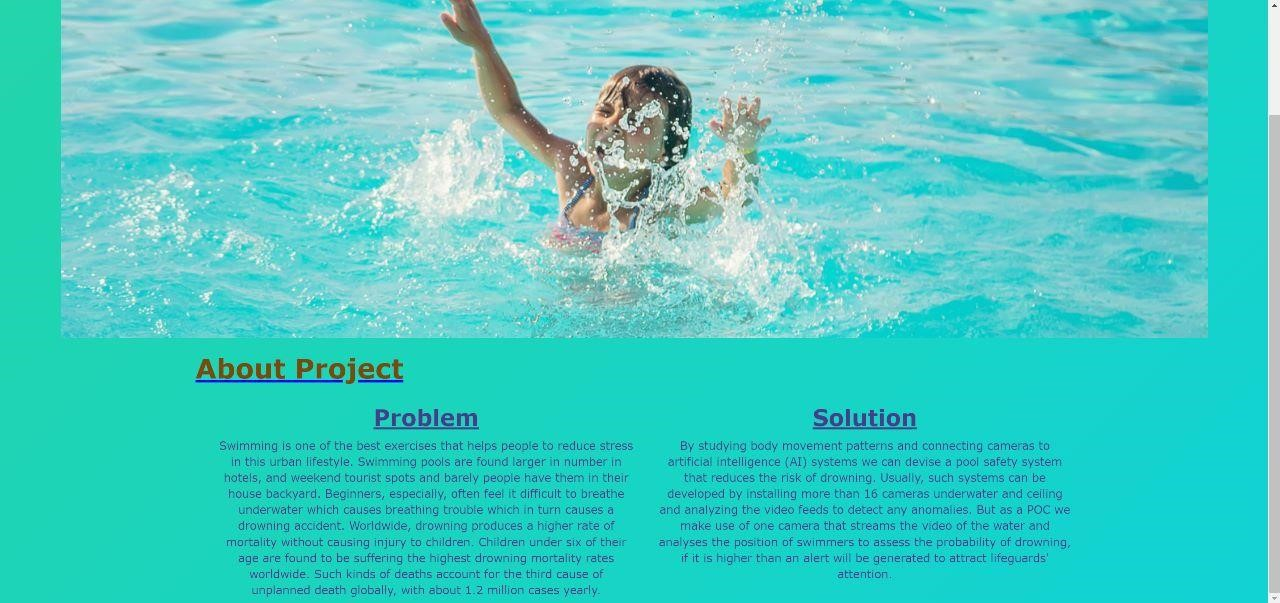 About Project
Problem
Swimming is one of the best exercises that helps people to reduce stress
in this urban lifestyle. Swimming pools are found larger in number in
hotels, and weekend tourist spots and barely people have them in their
house backyard. Beginners, especially, often feel it difficult to breathe
underwater which causes breathing trouble which in turn causes a
drowning accident. Worldwide, drowning produces a higher rate of
mortality without causing injury to children. Children under six of their
age are found to be suffering the highest drowning mortality rates
worldwide. Such kinds of deaths account for the third cause of
unplanned death globally, with about 1.2 million cases yearly.
Solution
By studying body movement patterns and connecting cameras to
artificial intelligence (AI) systems we can devise a pool safety system
that reduces the risk of drowning. Usually, such systems can be
developed by installing more than 16 cameras underwater and ceiling
and analyzing the video feeds to detect any anomalies. But as a POC we
make use of one camera that streams the video of the water and
analyses the position of swimmers to assess the probability of drowning,
if it is higher than an alert will be generated to attract lifeguards'
attention.